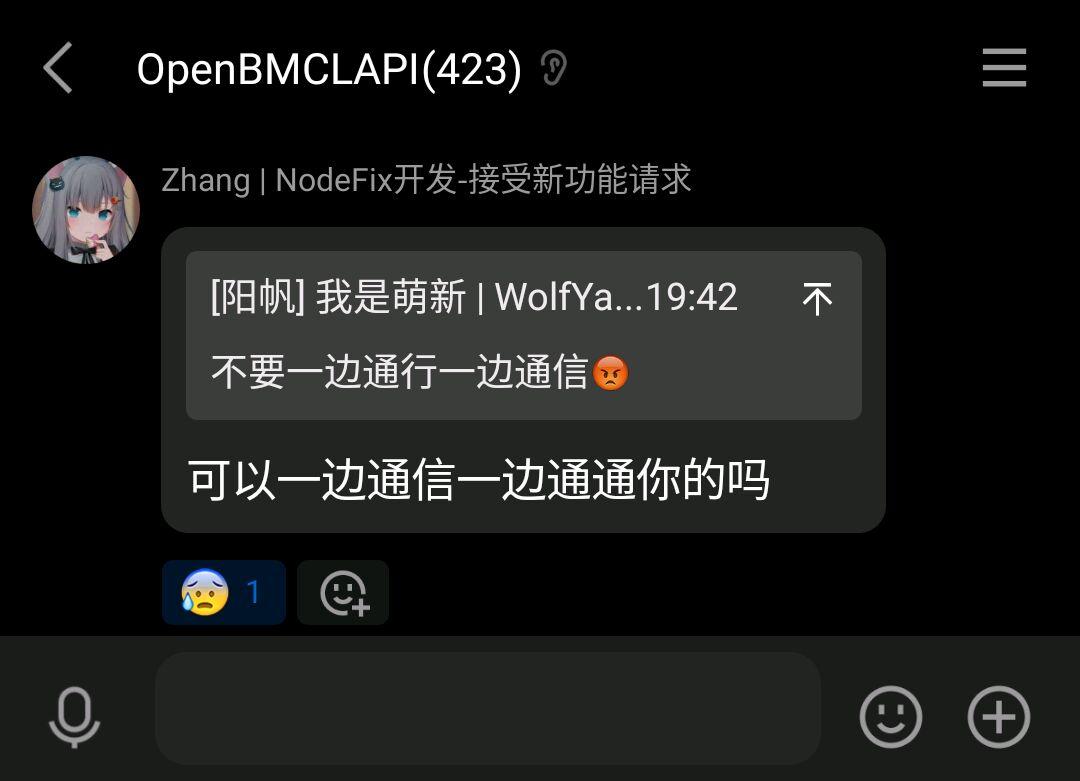 OpenBMCLAPI(423)
Zhang | NodeFix开发-接受新功能请求
[阳帆] 我是萌新 | WolfYa...19:42
不要一边通行一边通信😡
可以一边通信一边通通你的吗
😰 1